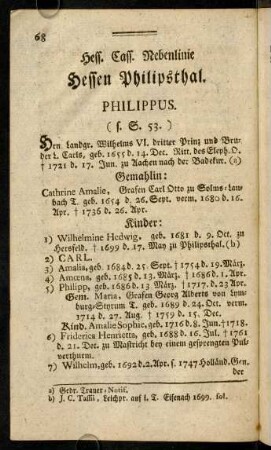 68
Hess. Cass. Nebenlinie
Hessen Philipsthal.
PHILIPPUS.
(s. S. 53.)
Hrn. Landgr. Wilhelms VI. dritter Prinz und Bru-
der L. Carls, geb. 1655 d. 14. Dec. Ritt. des Eleph. O.
† 1721 d. 17. Jun. zu Aachen nach der Badekur. (a)
Gemahlin:
Cathrine Amalie, Grafen Carl Otto zu Solms-Lau-
bach T. geb. 1654 d. 26. Sept. verm. 1680 d. 16.
Apr. † 1736 d. 26. Apr.
Kinder:
1) Wilhelmine Hedwig, geb. 1681 d. 9. Oct. zu
Hersfeld. † 1699 d. 17. May zu Philipsthal. (b)
2) CARL.
3) Amalia, geb. 1684 d. 25. Sept. † 1754 d. 19. März.
4) Amœna, geb. 1685 d. 13. März. † 1686 d. 1. Apr.
5) Philipp, geb. 1686 d. 13. März † 1717 d. 23 Apr.
Gem. Maria. Grafen Georg Alberts von Lym-
burg-Styrum T. geb. 1689 d. 24. Oct. verm.
1714 d. 27. Aug. † 1759 d. 15. Dec.
Kind. Amalie Sophie, geb. 1716 d. 8. Jun. † 1718.
6) Friderica Henriette, geb. 1688 d. 16. Jul. † 1761
d. 21. Dec. zu Mastricht bey einem gesprengten Pul-
verthurm.
7) Wilhelm, geb. 1692 d. 2. Apr. s. 1747 Holländ. Gen.
der
a) Gedr. Trauer-Notif.
b) J. C. Tallii, Leichpr. auf s. T. Eisenach 1699. fol.